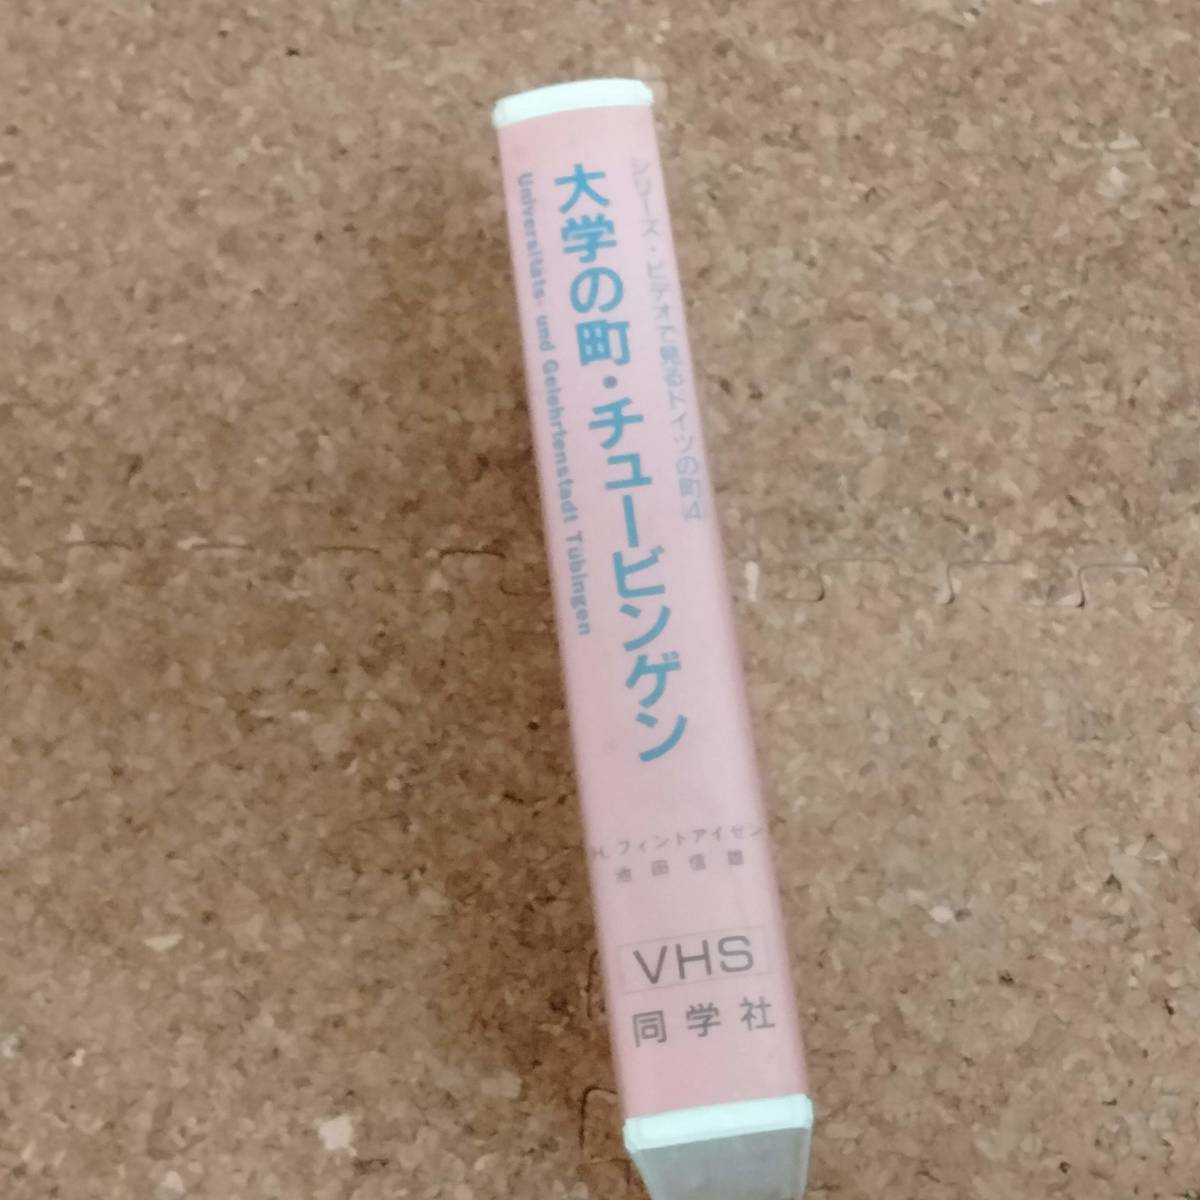 シリーズ・ビデオで見るドイツの町4
大学の町・チュービンゲン
Universitäts- und Gelehrtenstadt Tübingen
H. フィントアイゼン
池田信雄
VHS
同学社